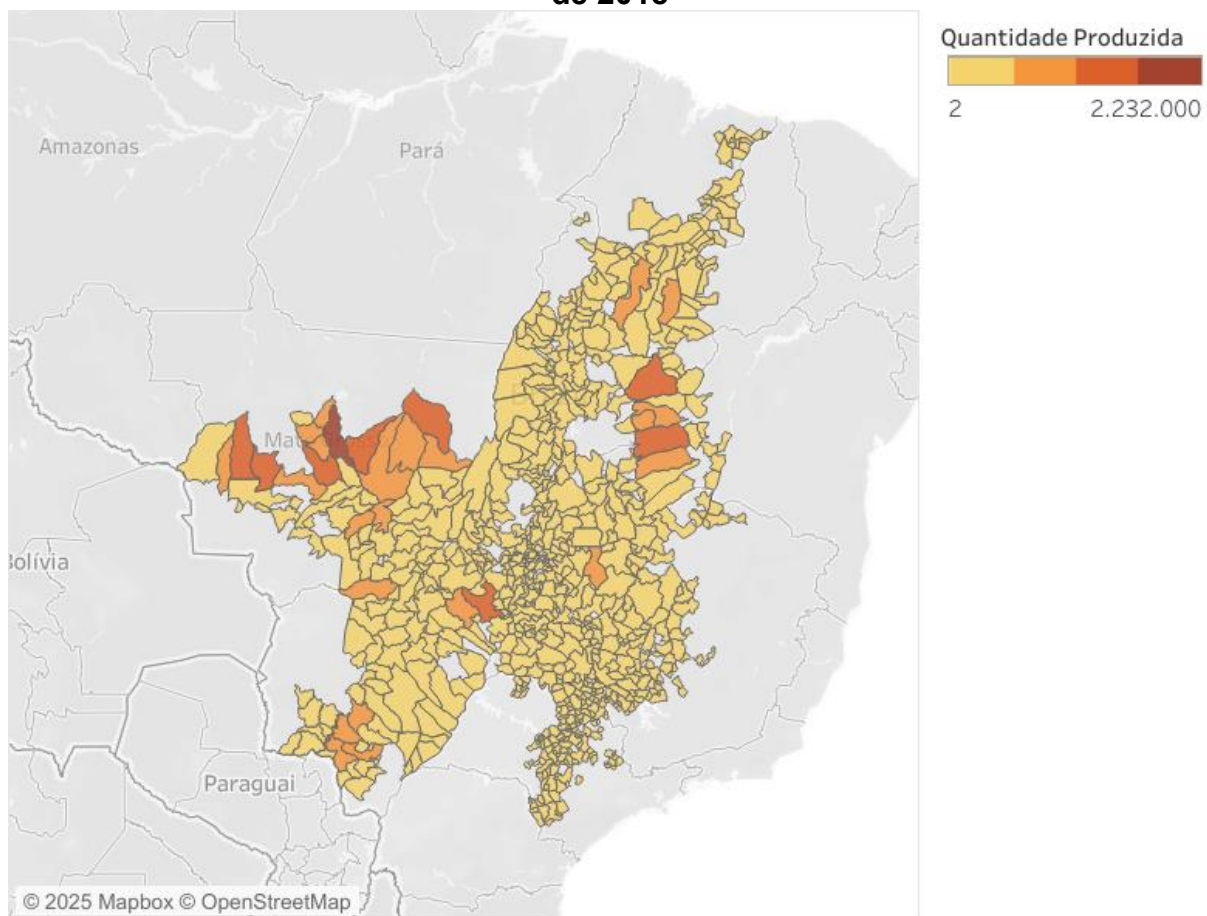 Quantidade Produzida
2
2.232.000
Amazonas
Pará
Bolívia
Paraguai
© 2025 Mapbox © OpenStreetMap